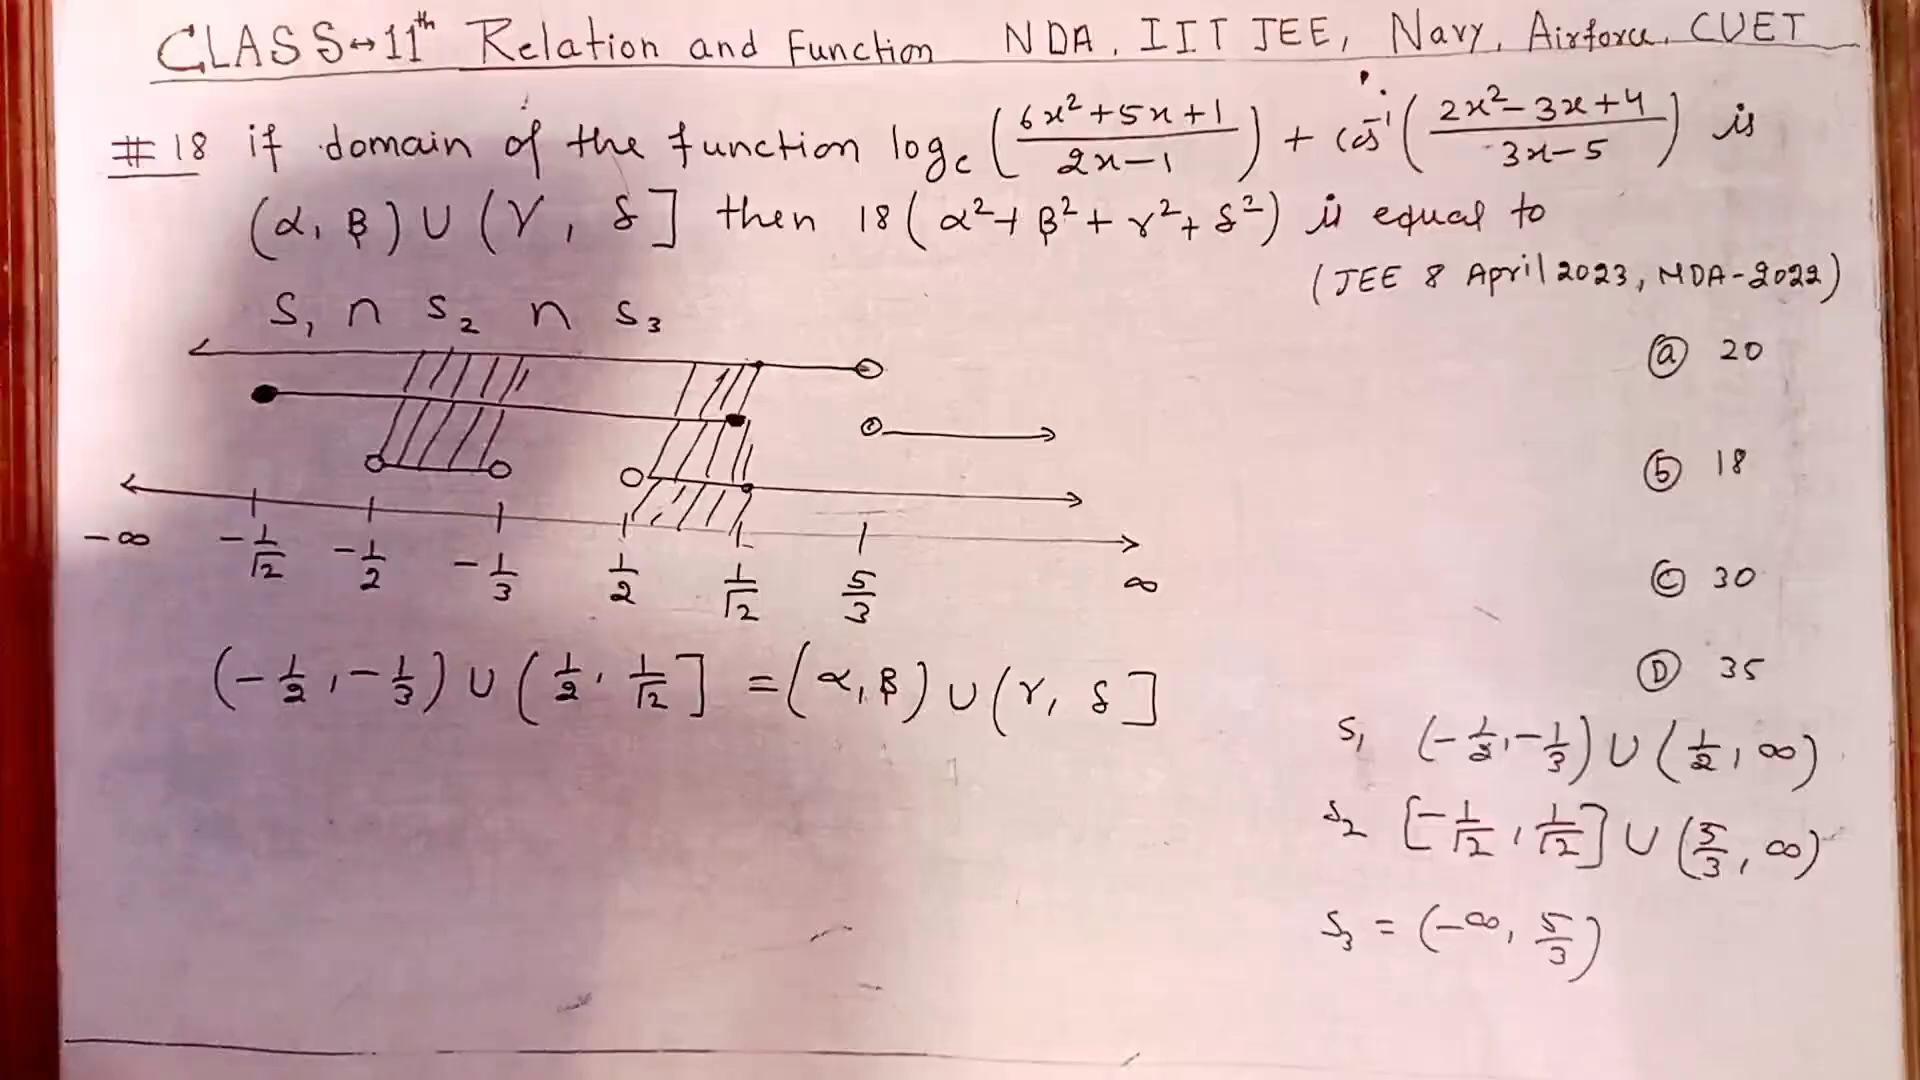 CLASS→11th Relation and Function NDA, IIT JEE, Navy, Airforce, CUET
#18 if domain of the function logₑ((6x²+5x+1)/(2x-1)) + cos⁻¹((2x²-3x+4)/(3x-5)) is
(α, β) ∪ (γ, δ] then 18(α²+β²+γ²+δ²) is equal to
(JEE 8 April 2023, NDA-2022)
S₁ ∩ S₂ ∩ S₃
ⓐ 20
ⓑ 18
-∞ -1/√2 -1/2 -1/3 1/2 1/√2 5/3 ∞
ⓒ 30
(-1/2, -1/3) ∪ (1/2, 1/√2] = (α, β) ∪ (γ, δ]
Ⓓ 35
S₁ (-1/2, -1/3) ∪ (1/2, ∞)
S₂ [-1/√2, 1/√2] ∪ (5/3, ∞)
S₃ = (-∞, 5/3)